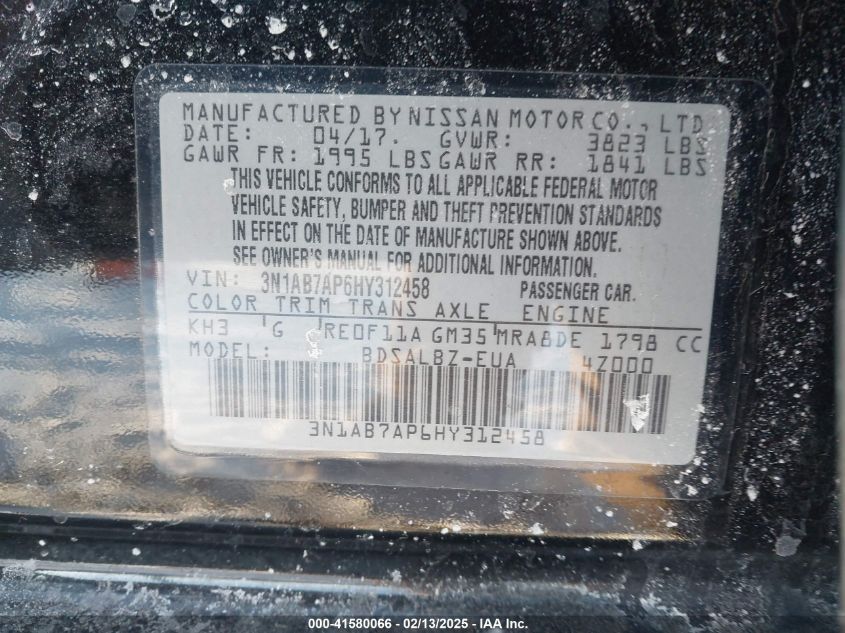 MANUFACTURED BY NISSAN MOTOR CO., LTD
DATE: 04/17. GVWR: 3823 LBS
GAWR FR: 1995 LBS GAWR RR: 1841 LBS
THIS VEHICLE CONFORMS TO ALL APPLICABLE FEDERAL MOTOR
VEHICLE SAFETY, BUMPER AND THEFT PREVENTION STANDARDS
IN EFFECT ON THE DATE OF MANUFACTURE SHOWN ABOVE.
SEE OWNER'S MANUAL FOR ADDITIONAL INFORMATION.
VIN: 3N1AB7AP6HY312458 PASSENGER CAR.
COLOR TRIM TRANS AXLE ENGINE
KH3 G RE0F11A GM35 MRA8DE 1798 CC
MODEL: BDSALBZ-EUA 4Z000
3N1AB7AP6HY312458
000-41580066 - 02/13/2025 - IAA Inc.